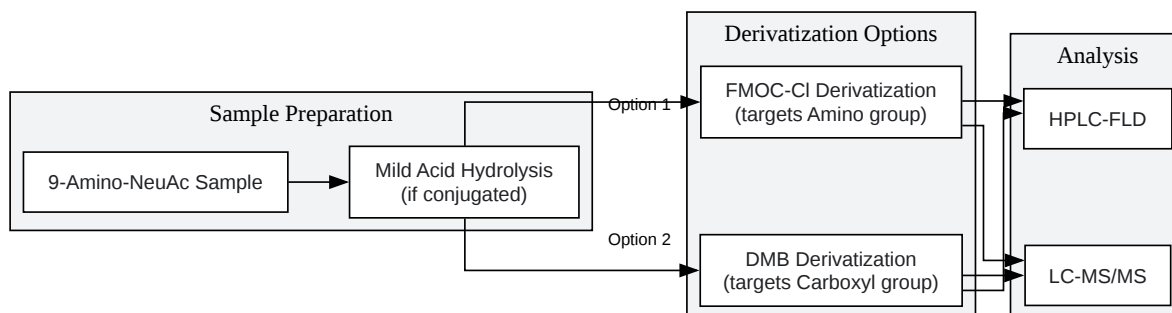 Derivatization Options
Analysis
Sample Preparation
9-Amino-NeuAc Sample
Mild Acid Hydrolysis
(if conjugated)
Option 1
FMOC-Cl Derivatization
(targets Amino group)
HPLC-FLD
Option 2
DMB Derivatization
(targets Carboxyl group)
LC-MS/MS